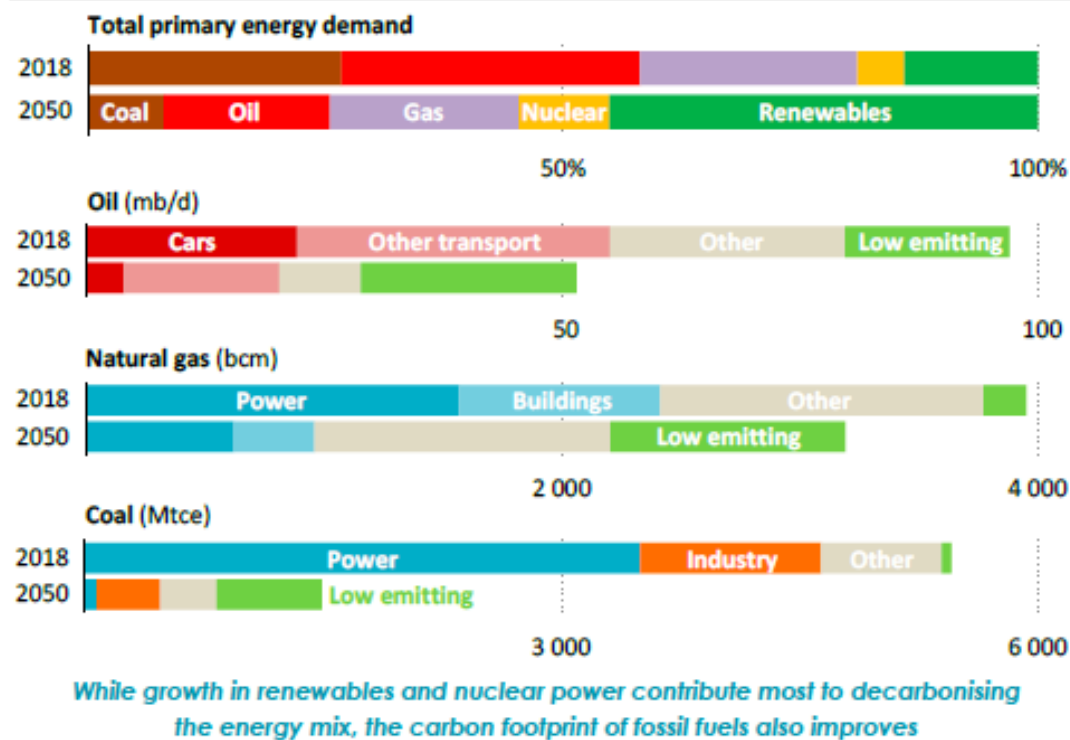 Total primary energy demand
2018
2050 Coal Oil Gas Nuclear Renewables
50% 100%
Oil (mb/d)
2018 Cars Other transport Other Low emitting
2050
50 100
Natural gas (bcm)
2018 Power Buildings Other
2050 Low emitting
2 000 4 000
Coal (Mtce)
2018 Power Industry Other
2050 Low emitting
3 000 6 000
While growth in renewables and nuclear power contribute most to decarbonising
the energy mix, the carbon footprint of fossil fuels also improves